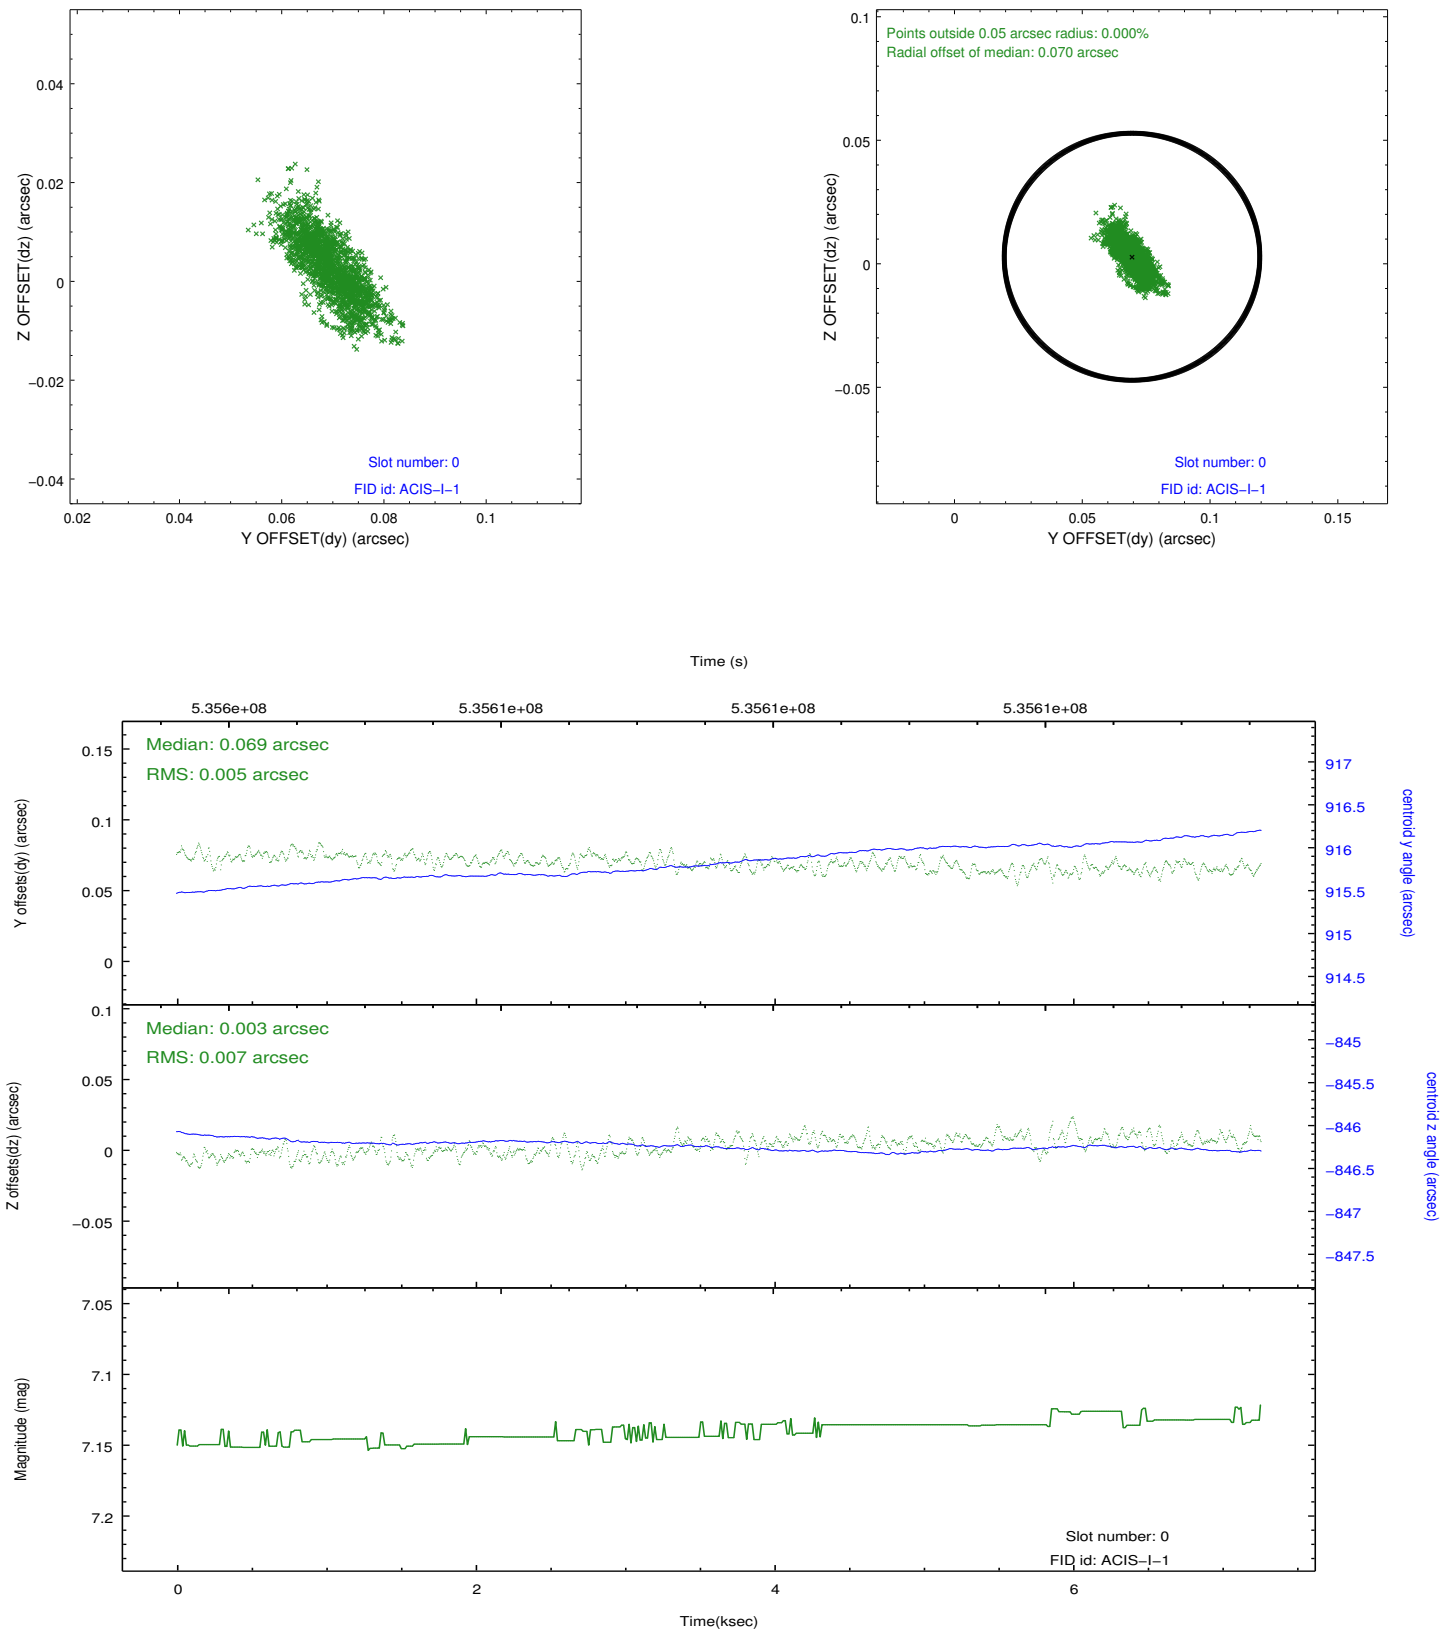 0.04
0.02
0
−0.02
−0.04
Z OFFSET(dz) (arcsec)
Slot number: 0
FID id: ACIS−I−1
0.02
0.04
0.06
0.08
0.1
Y OFFSET(dy) (arcsec)
Points outside 0.05 arcsec radius: 0.000%
Radial offset of median: 0.070 arcsec
0.1
0.05
0
−0.05
Z OFFSET(dz) (arcsec)
Slot number: 0
FID id: ACIS−I−1
0
0.05
0.1
0.15
Y OFFSET(dy) (arcsec)
Time (s)
5.356e+08
5.3561e+08
5.3561e+08
5.3561e+08
Median: 0.069 arcsec
RMS: 0.005 arcsec
0.15
0.1
0.05
0
Y offsets(dy) (arcsec)
917
916.5
916
915.5
915
914.5
centroid y angle (arcsec)
Median: 0.003 arcsec
RMS: 0.007 arcsec
0.1
0.05
0
−0.05
Z offsets(dz) (arcsec)
−845
−845.5
−846
−846.5
−847
−847.5
centroid z angle (arcsec)
7.05
7.1
7.15
7.2
Magnitude (mag)
Slot number: 0
FID id: ACIS−I−1
0
2
4
6
Time(ksec)